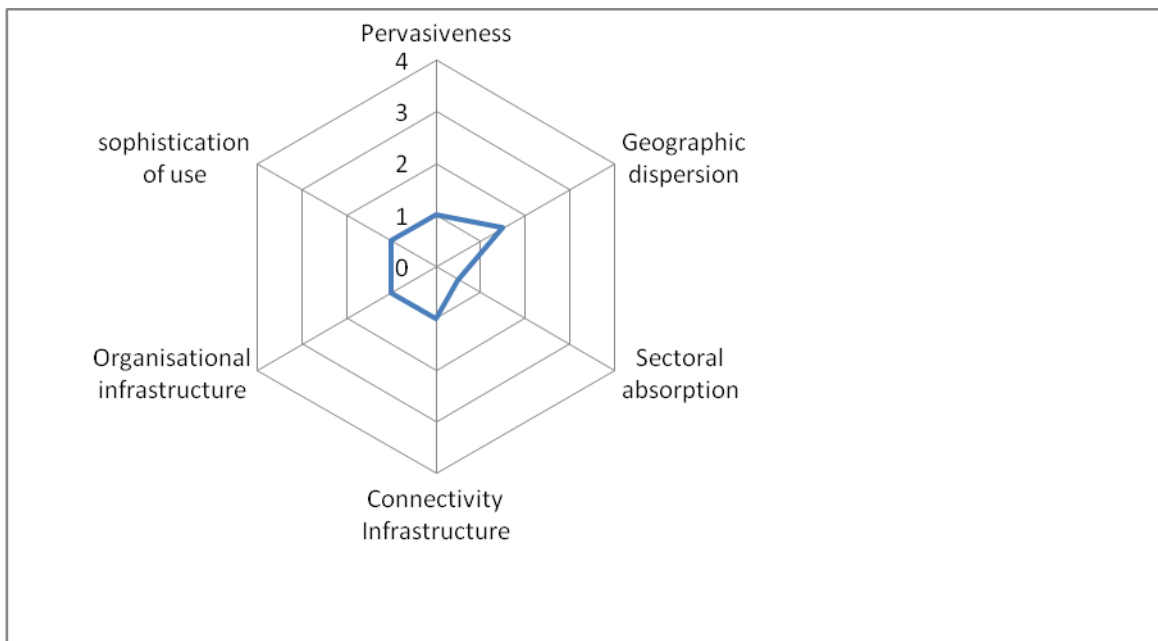 Pervasiveness
4
3
2
1
0
Geographic
dispersion
Sectoral
absorption
Connectivity
Infrastructure
Organisational
infrastructure
sophistication
of use